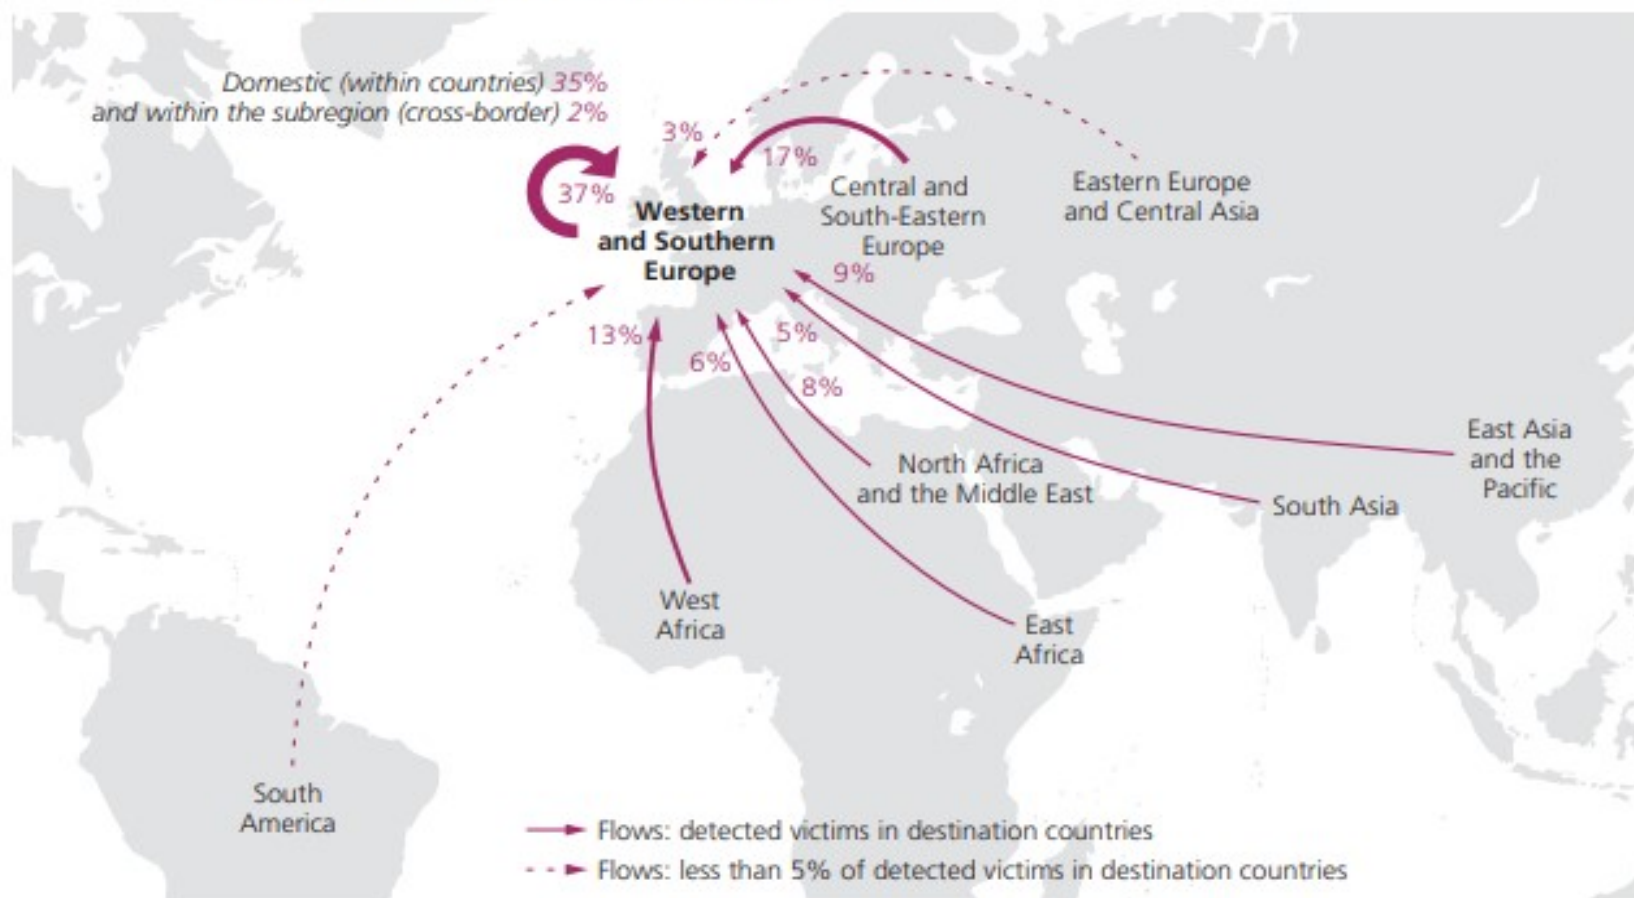 Domestic (within countries) 35%
and within the subregion (cross-border) 2%
3%
17%
37%
Western
and Southern
Europe
Central and
South-Eastern
Europe
Eastern Europe
and Central Asia
9%
13%
6%
5%
8%
East Asia
and the
Pacific
North Africa
and the Middle East
South Asia
West
Africa
East
Africa
South
America
Flows: detected victims in destination countries
Flows: less than 5% of detected victims in destination countries